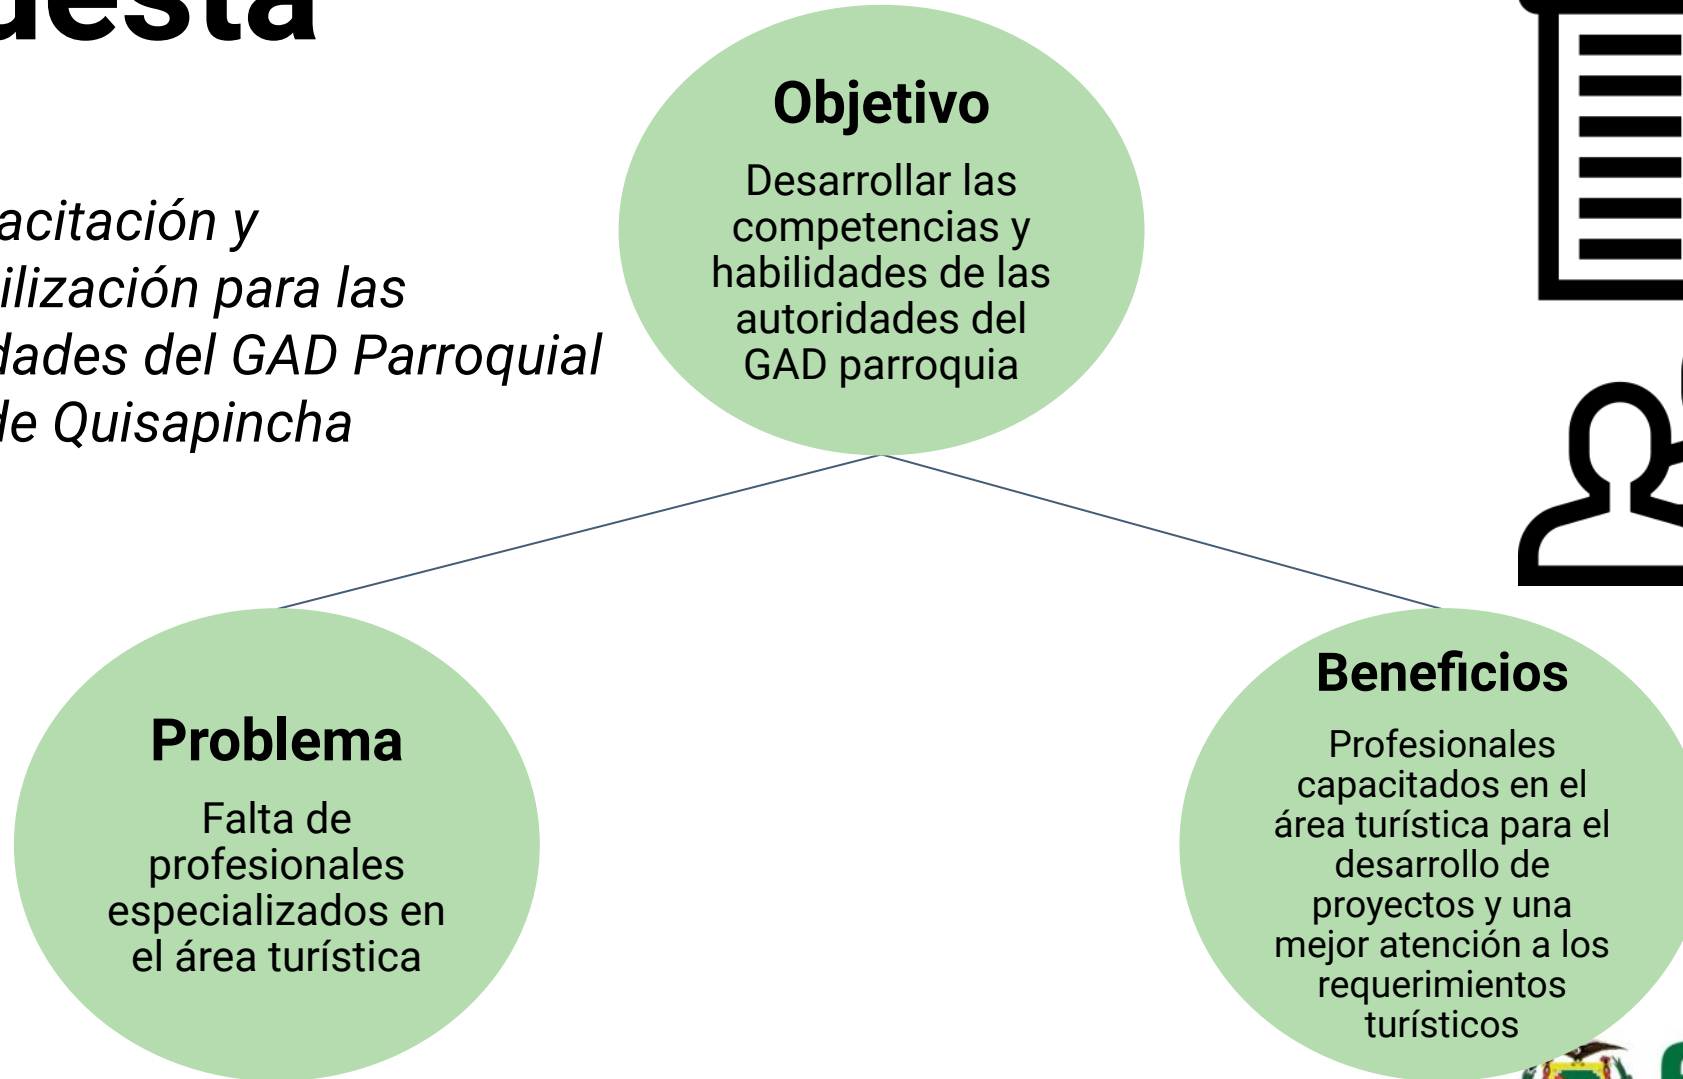 uesta
acitación y
ilización para las
dades del GAD Parroquial
de Quisapincha
Objetivo
Desarrollar las
competencias y
habilidades de las
autoridades del
GAD parroquia
Problema
Falta de
profesionales
especializados en
el área turística
Beneficios
Profesionales
capacitados en el
área turística para el
desarrollo de
proyectos y una
mejor atención a los
requerimientos
turísticos